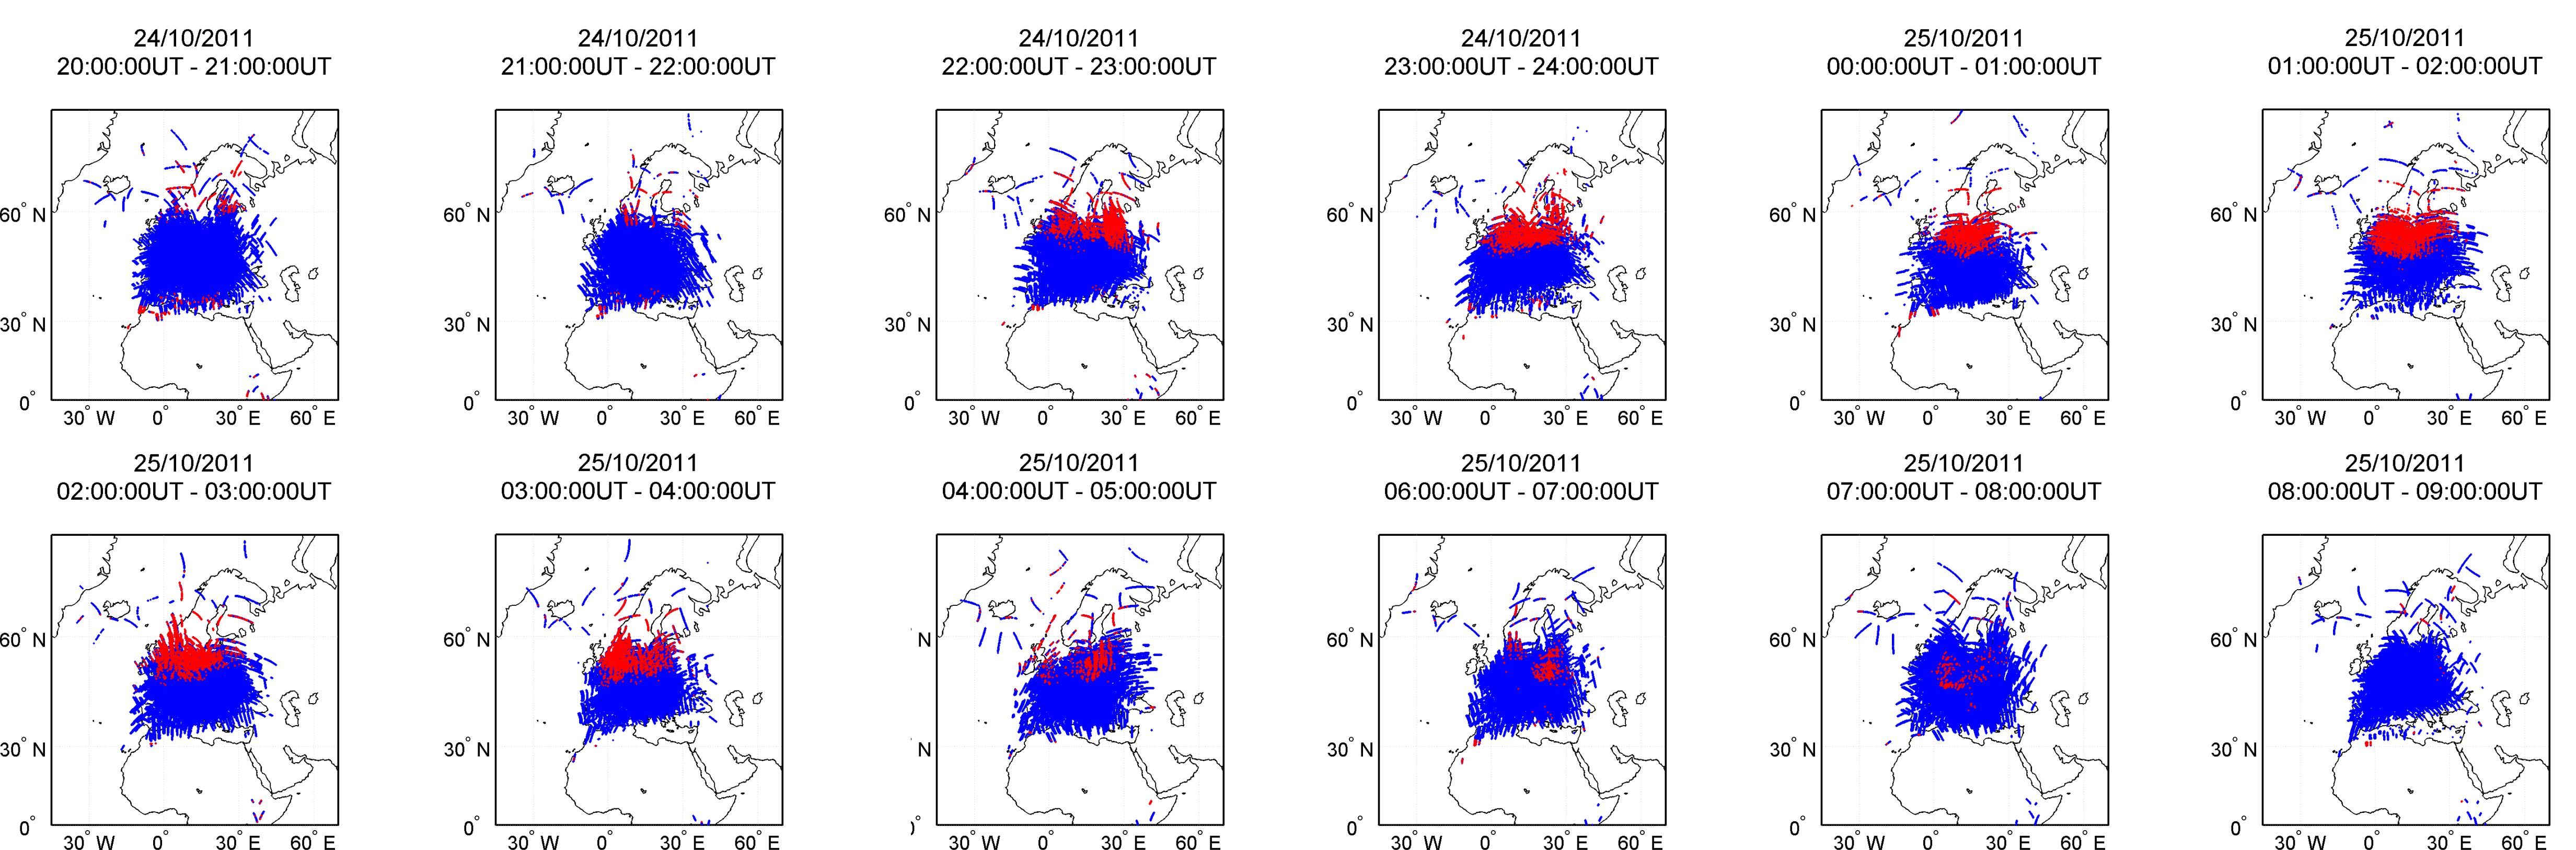 24/10/2011
20:00:00UT - 21:00:00UT
60° N
30° N
0°
30° W 0° 30° E 60° E
24/10/2011
21:00:00UT - 22:00:00UT
60° N
30° N
0°
30° W 0° 30° E 60° E
24/10/2011
22:00:00UT - 23:00:00UT
60° N
30° N
0°
30° W 0° 30° E 60° E
24/10/2011
23:00:00UT - 24:00:00UT
60° N
30° N
0°
30° W 0° 30° E 60° E
25/10/2011
00:00:00UT - 01:00:00UT
60° N
30° N
0°
30° W 0° 30° E 60° E
25/10/2011
01:00:00UT - 02:00:00UT
60° N
30° N
0°
30° W 0° 30° E 60° E
25/10/2011
02:00:00UT - 03:00:00UT
60° N
30° N
0°
30° W 0° 30° E 60° E
25/10/2011
03:00:00UT - 04:00:00UT
60° N
30° N
0°
30° W 0° 30° E 60° E
25/10/2011
04:00:00UT - 05:00:00UT
N
N
°
30° W 0° 30° E 60° E
25/10/2011
06:00:00UT - 07:00:00UT
60° N
30° N
0°
30° W 0° 30° E 60° E
25/10/2011
07:00:00UT - 08:00:00UT
60° N
30° N
0°
30° W 0° 30° E 60° E
25/10/2011
08:00:00UT - 09:00:00UT
60° N
30° N
0°
30° W 0° 30° E 60° E